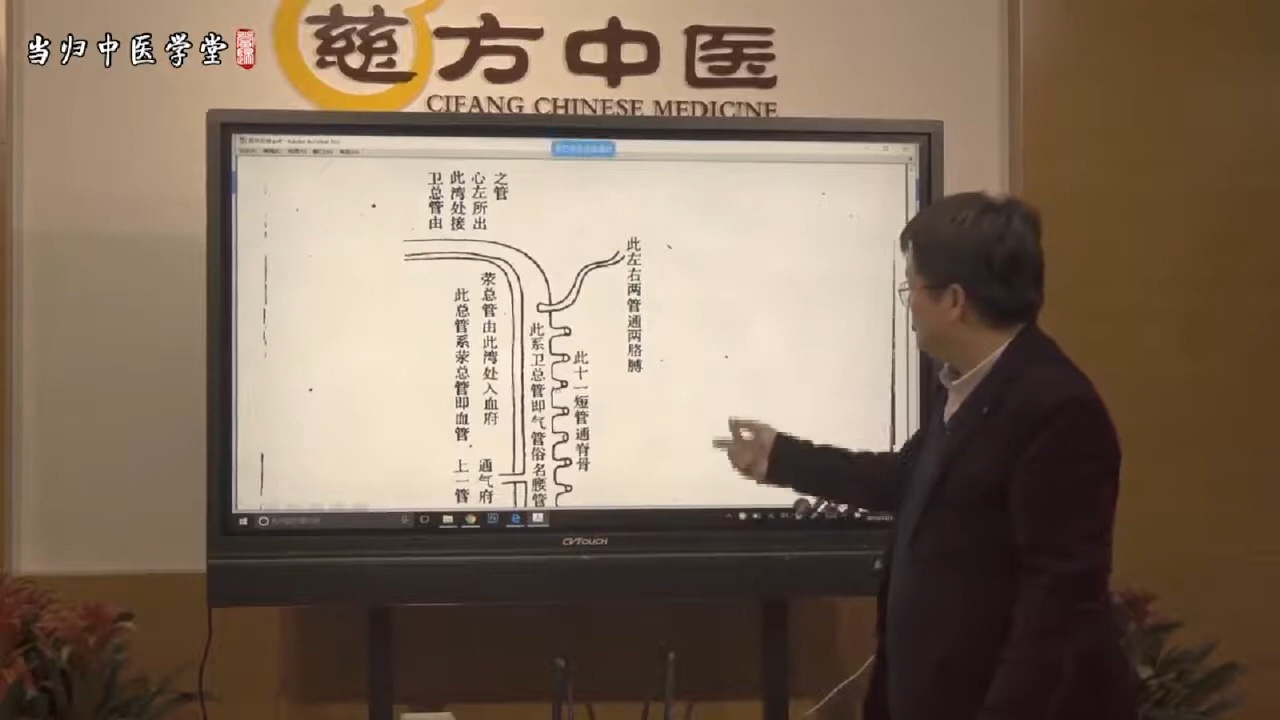 当归中医学堂
慈方中医
CIFANG CHINESE MEDICINE
此左右两管通两胳膊
之管
心左所出
此湾处接
卫总管由
此十一短管通脊骨
此系卫总管即气管俗名腰管
荥总管由此湾处入血府
此总管系荥总管即血管
通气府
上一管
CVTOUCH